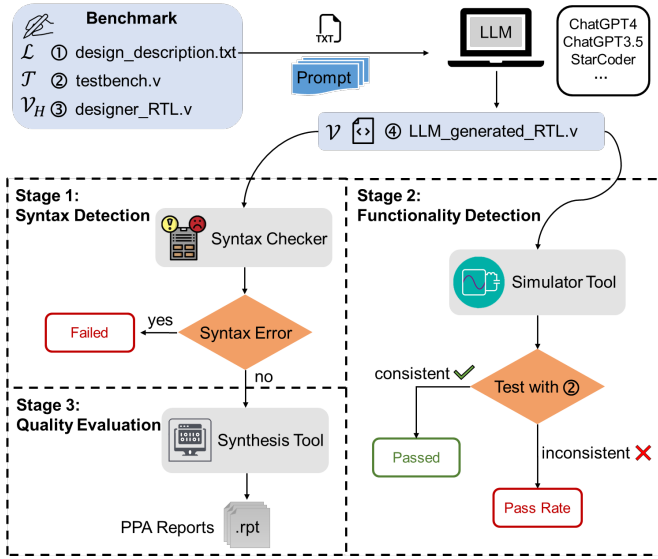 Benchmark
ℒ ① design_description.txt
𝒯 ② testbench.v
𝒱H ③ designer_RTL.v
TXT
Prompt
LLM
ChatGPT4
ChatGPT3.5
StarCoder
...
𝒱 <> ④ LLM_generated_RTL.v
Stage 1:
Syntax Detection
Syntax Checker
Syntax Error
yes
Failed
no
Stage 2:
Functionality Detection
Simulator Tool
Test with ②
consistent
Passed
inconsistent
Pass Rate
Stage 3:
Quality Evaluation
Synthesis Tool
PPA Reports
.rpt